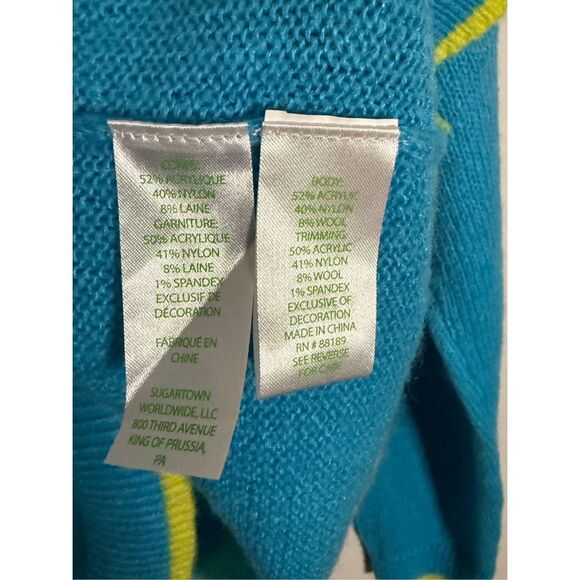 CORPS:
52% ACRYLIQUE
40% NYLON
8% LAINE
GARNITURE:
50% ACRYLIQUE
41% NYLON
8% LAINE
1% SPANDEX
EXCLUSIF DE
DÉCORATION
FABRIQUÉ EN
CHINE
SUGARTOWN
WORLDWIDE, LLC
800 THIRD AVENUE
KING OF PRUSSIA,
PA
BODY:
52% ACRYLIC
40% NYLON
8% WOOL
TRIMMING:
50% ACRYLIC
41% NYLON
8% WOOL
1% SPANDEX
EXCLUSIVE OF
DECORATION
MADE IN CHINA
RN # 88189
SEE REVERSE
FOR CARE